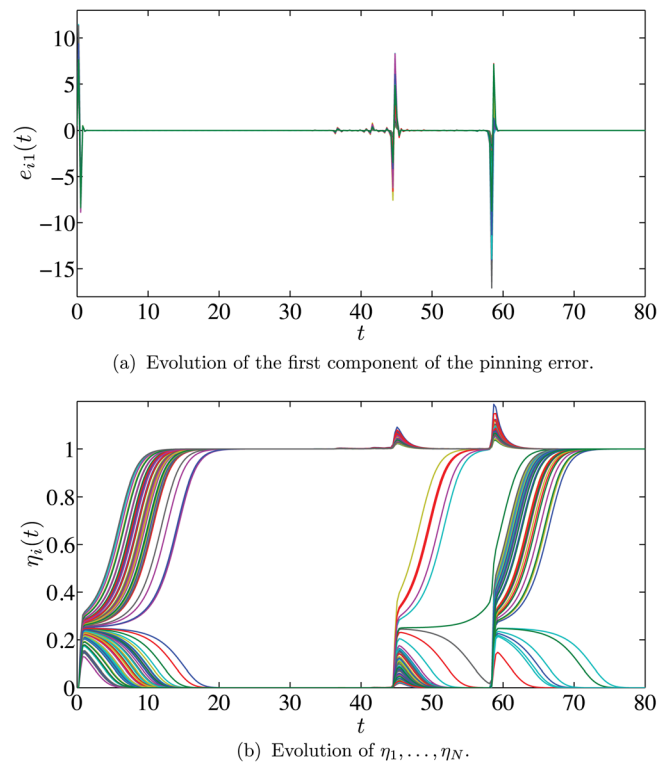 10
5
0
−5
−10
−15
e_{i1}(t)
0 10 20 30 40 50 60 70 80
t
(a) Evolution of the first component of the pinning error.
1
0.8
0.6
0.4
0.2
0
η_i(t)
0 10 20 30 40 50 60 70 80
t
(b) Evolution of η_1, . . . , η_N.